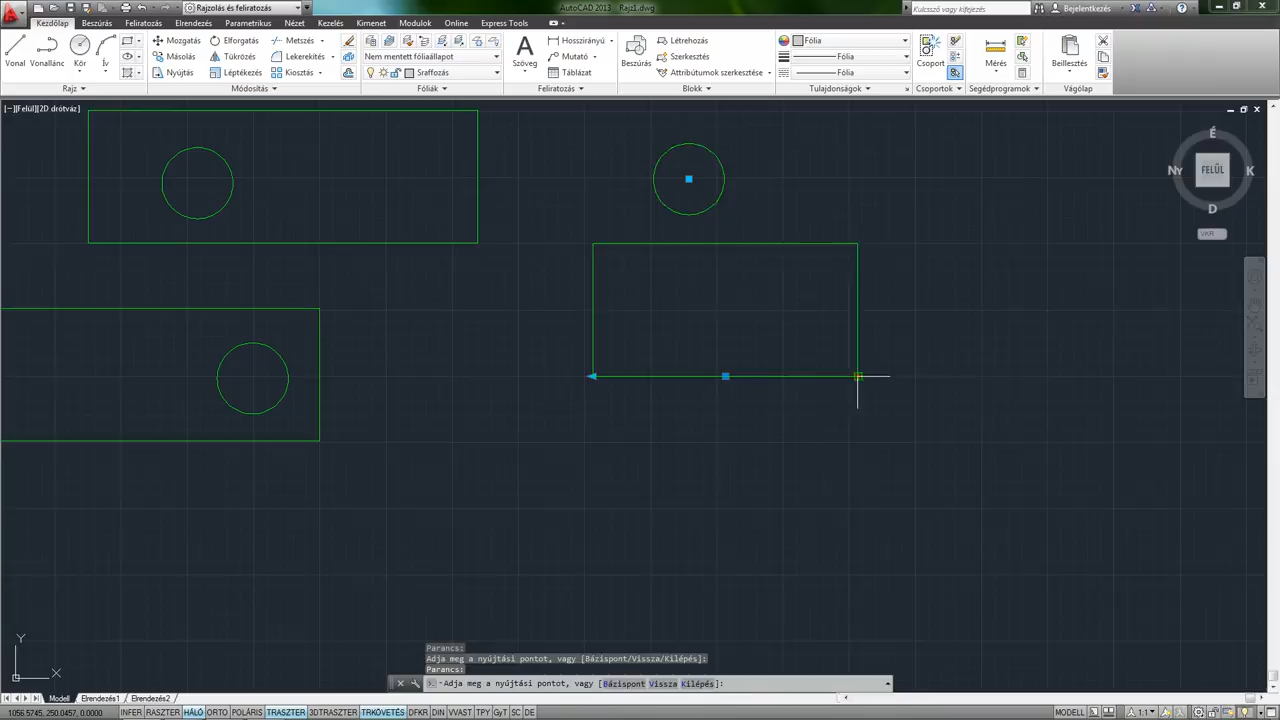 Rajzolás és feliratozás
AutoCAD 2013 Rajz1.dwg
Kulcsszó vagy kifejezés
Bejelentkezés
Kezdőlap Beszúrás Feliratozás Elrendezés Parametrikus Nézet Kezelés Kimenet Modulok Online Express Tools
Vonal Vonallánc Kör Ív
Mozgatás Elforgatás Metszés
Másolás Tükrözés Lekerekítés
Nyújtás Léptékezés Kiosztás
Nem mentett fóliaállapot
Sraffozás
Szöveg
Hosszirányú
Mutató
Táblázat
Beszúrás
Létrehozás
Szerkesztés
Attribútumok szerkesztése
Fólia
Fólia
Fólia
Csoport
Mérés
Beillesztés
Rajz Módosítás Fóliák Feliratozás Blokk Tulajdonságok Csoportok Segédprogramok Vágólap
[−][Felül][2D drótváz]
É
NY FELÜL K
D
VKR
Y
X
Parancs:
Adja meg a nyújtási pontot, vagy [Bázispont/Vissza/Kilépés]:
Parancs:
Adja meg a nyújtási pontot, vagy [Bázispont Vissza Kilépés]:
Modell Elrendezés1 Elrendezés2
1056.5745, 250.0457, 0.0000 INFER RASZTER HÁLÓ ORTO POLÁRIS TRASZTER 3DTRASZTER TRKÖVETÉS DFKR DIN VVAST TPY GyT SC DE MODELL 1:1